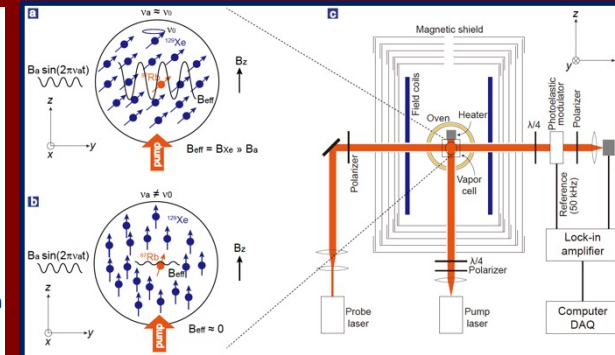 a
νa ≈ ν0
ν0
129Xe
Ba sin(2πνat)
Rb
Beff
Bz
z
x
y
pump
Beff = BXe » Ba
b
νa ≠ ν0
129Xe
Ba sin(2πνat)
87Rb
Beff
Bz
z
x
y
pump
Beff ≈ 0
c
Magnetic shield
z
x
y
Field coils
Oven
Heater
Photoelastic
modulator
Polarizer
λ/4
Polarizer
Vapor
cell
Reference
(50 kHz)
λ/4
Polarizer
Lock-in
amplifier
Probe
laser
Pump
laser
Computer
DAQ